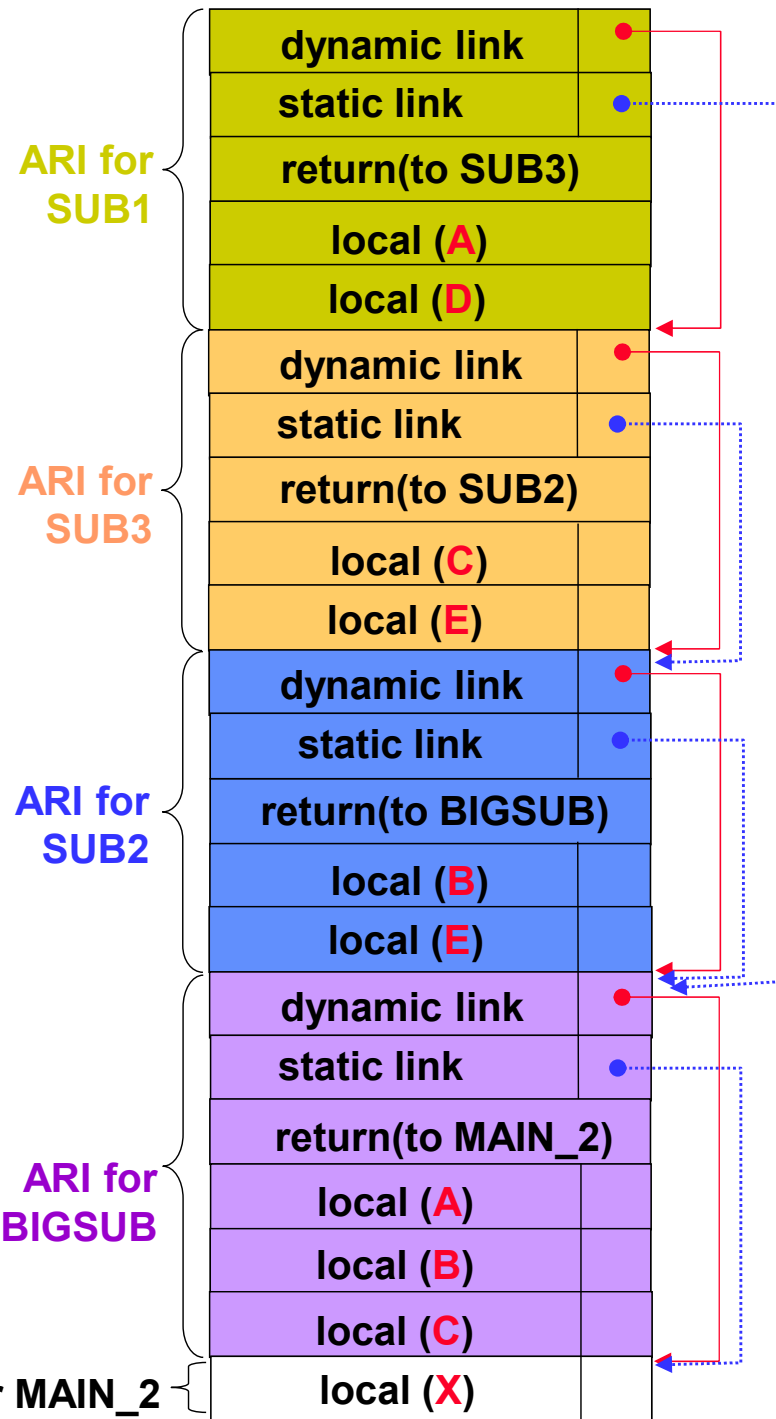 dynamic link
static link
ARI for
SUB1
return(to SUB3)
local (A)
local (D)
dynamic link
static link
ARI for
SUB3
return(to SUB2)
local (C)
local (E)
dynamic link
static link
ARI for
SUB2
return(to BIGSUB)
local (B)
local (E)
dynamic link
static link
return(to MAIN_2)
ARI for
BIGSUB
local (A)
local (B)
local (C)
MAIN_2
local (X)